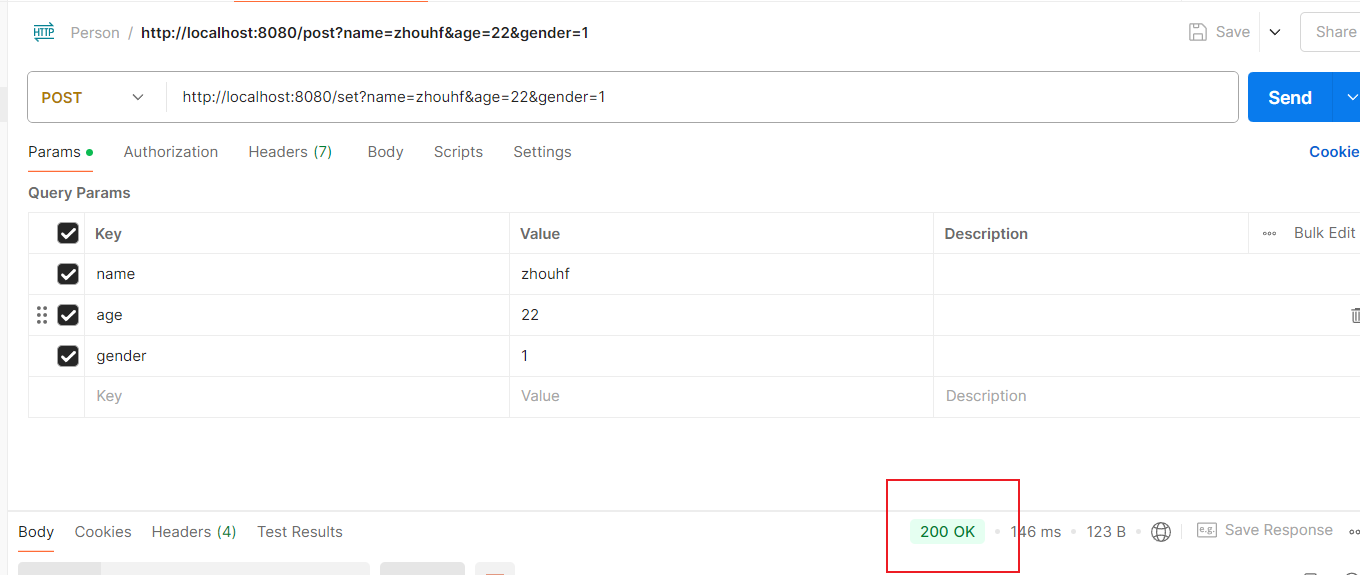 HTTP Person / http://localhost:8080/post?name=zhouhf&age=22&gender=1 Save Share
POST http://localhost:8080/set?name=zhouhf&age=22&gender=1 Send
Params Authorization Headers (7) Body Scripts Settings Cookie
Query Params
Key Value Description Bulk Edit
name zhouhf
age 22
gender 1
Key Value Description
Body Cookies Headers (4) Test Results 200 OK 146 ms 123 B e.g. Save Response